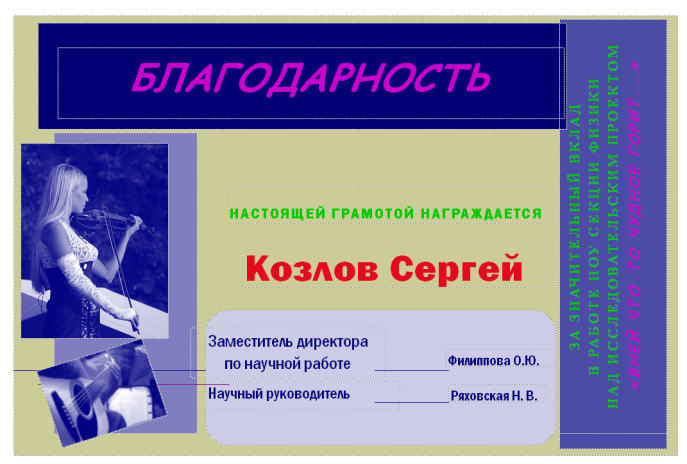 БЛАГОДАРНОСТЬ
НАСТОЯЩЕЙ ГРАМОТОЙ НАГРАЖДАЕТСЯ
Козлов Сергей
Заместитель директора
по научной работе
Филиппова О.Ю.
Научный руководитель
Ряховская Н. В.
ЗА ЗНАЧИТЕЛЬНЫЙ ВКЛАД
В РАБОТЕ НОУ СЕКЦИИ ФИЗИКИ
НАД ИССЛЕДОВАТЕЛЬСКИМ ПРОЕКТОМ
«ВНЕЙ ЧТО ТО ЧУДНОЕ ГОРИТ...»